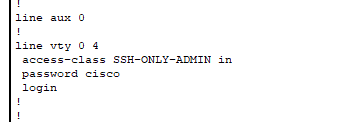 !
line aux 0
!
line vty 0 4
 access-class SSH-ONLY-ADMIN in
 password cisco
 login
!
!